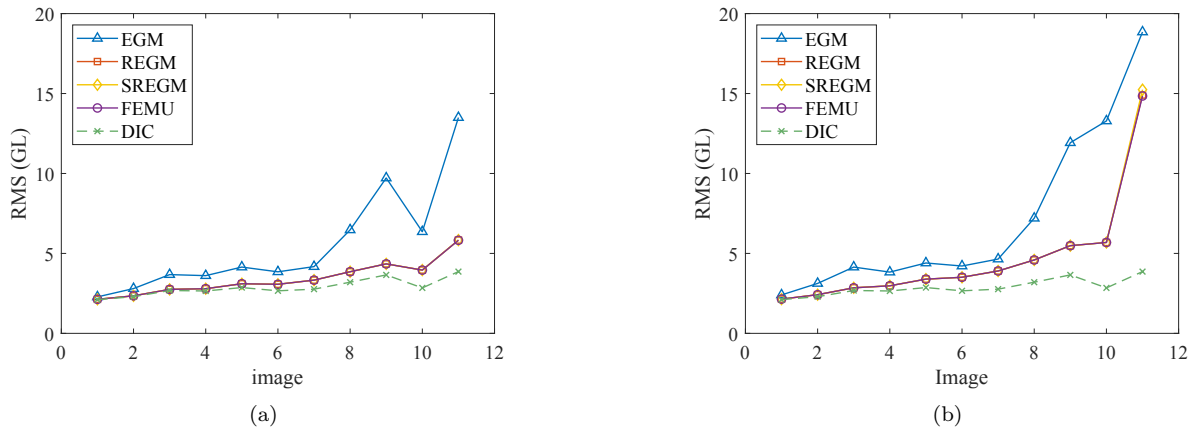 20
15
10
5
0
RMS (GL)
EGM
REGM
SREGM
FEMU
DIC
0 2 4 6 8 10 12
image
(a)
20
15
10
5
0
RMS (GL)
EGM
REGM
SREGM
FEMU
DIC
0 2 4 6 8 10 12
Image
(b)